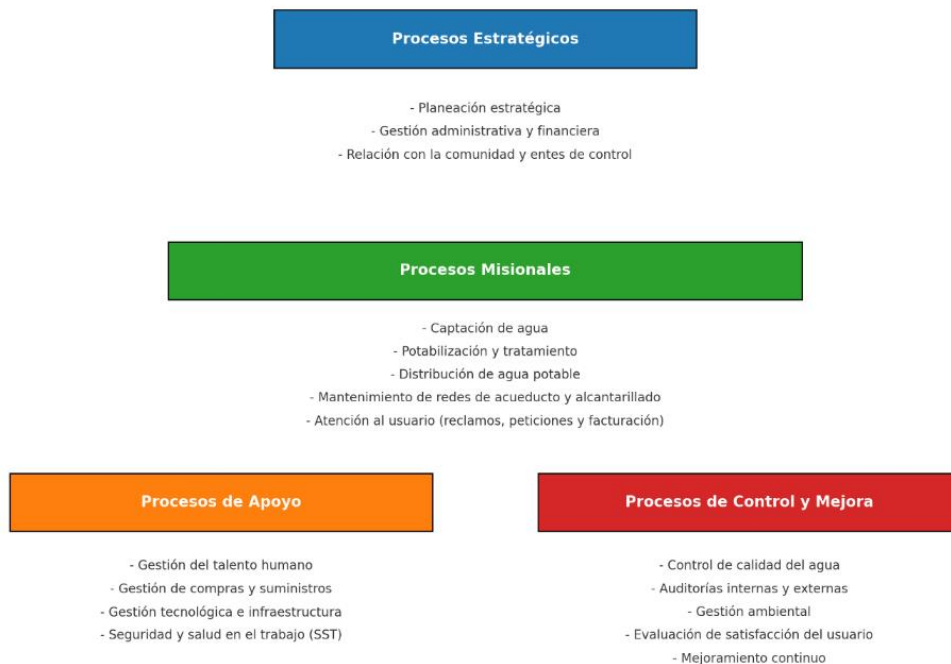 Procesos Estratégicos
- Planeación estratégica
- Gestión administrativa y financiera
- Relación con la comunidad y entes de control
Procesos Misionales
- Captación de agua
- Potabilización y tratamiento
- Distribución de agua potable
- Mantenimiento de redes de acueducto y alcantarillado
- Atención al usuario (reclamos, peticiones y facturación)
Procesos de Apoyo
- Gestión del talento humano
- Gestión de compras y suministros
- Gestión tecnológica e infraestructura
- Seguridad y salud en el trabajo (SST)
Procesos de Control y Mejora
- Control de calidad del agua
- Auditorías internas y externas
- Gestión ambiental
- Evaluación de satisfacción del usuario
- Mejoramiento continuo